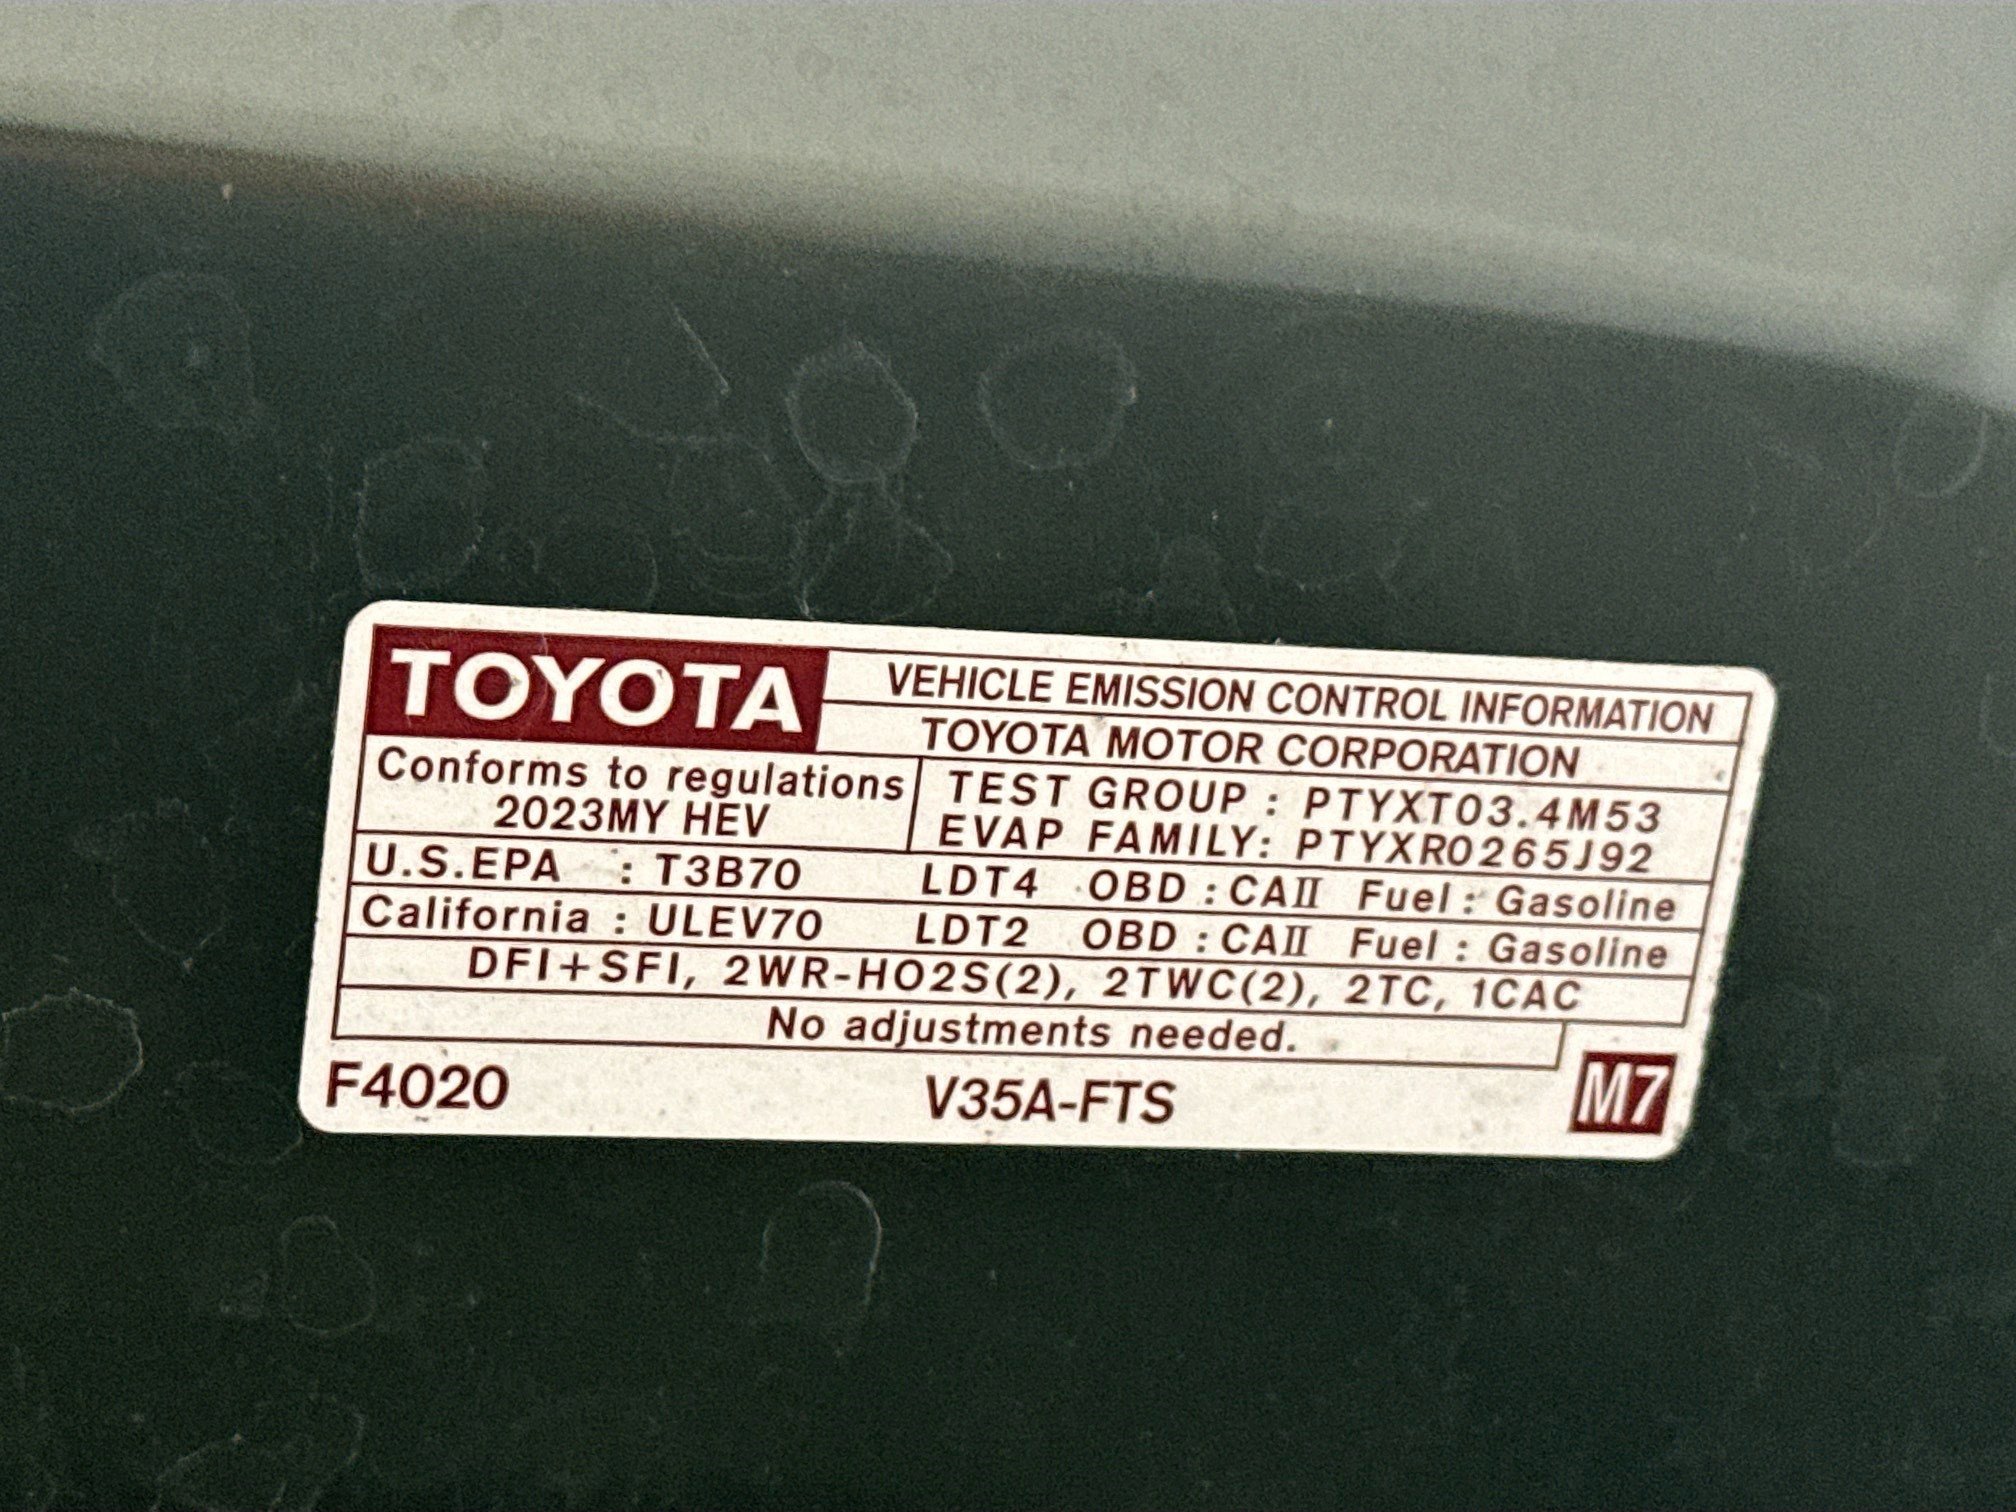 TOYOTA VEHICLE EMISSION CONTROL INFORMATION
TOYOTA MOTOR CORPORATION
Conforms to regulations
2023MY HEV
TEST GROUP : PTYXT03.4M53
EVAP FAMILY: PTYXR0265J92
U.S.EPA : T3B70 LDT4 OBD : CAII Fuel : Gasoline
California : ULEV70 LDT2 OBD : CAII Fuel : Gasoline
DFI+SFI, 2WR-HO2S(2), 2TWC(2), 2TC, 1CAC
No adjustments needed.
F4020 V35A-FTS M7